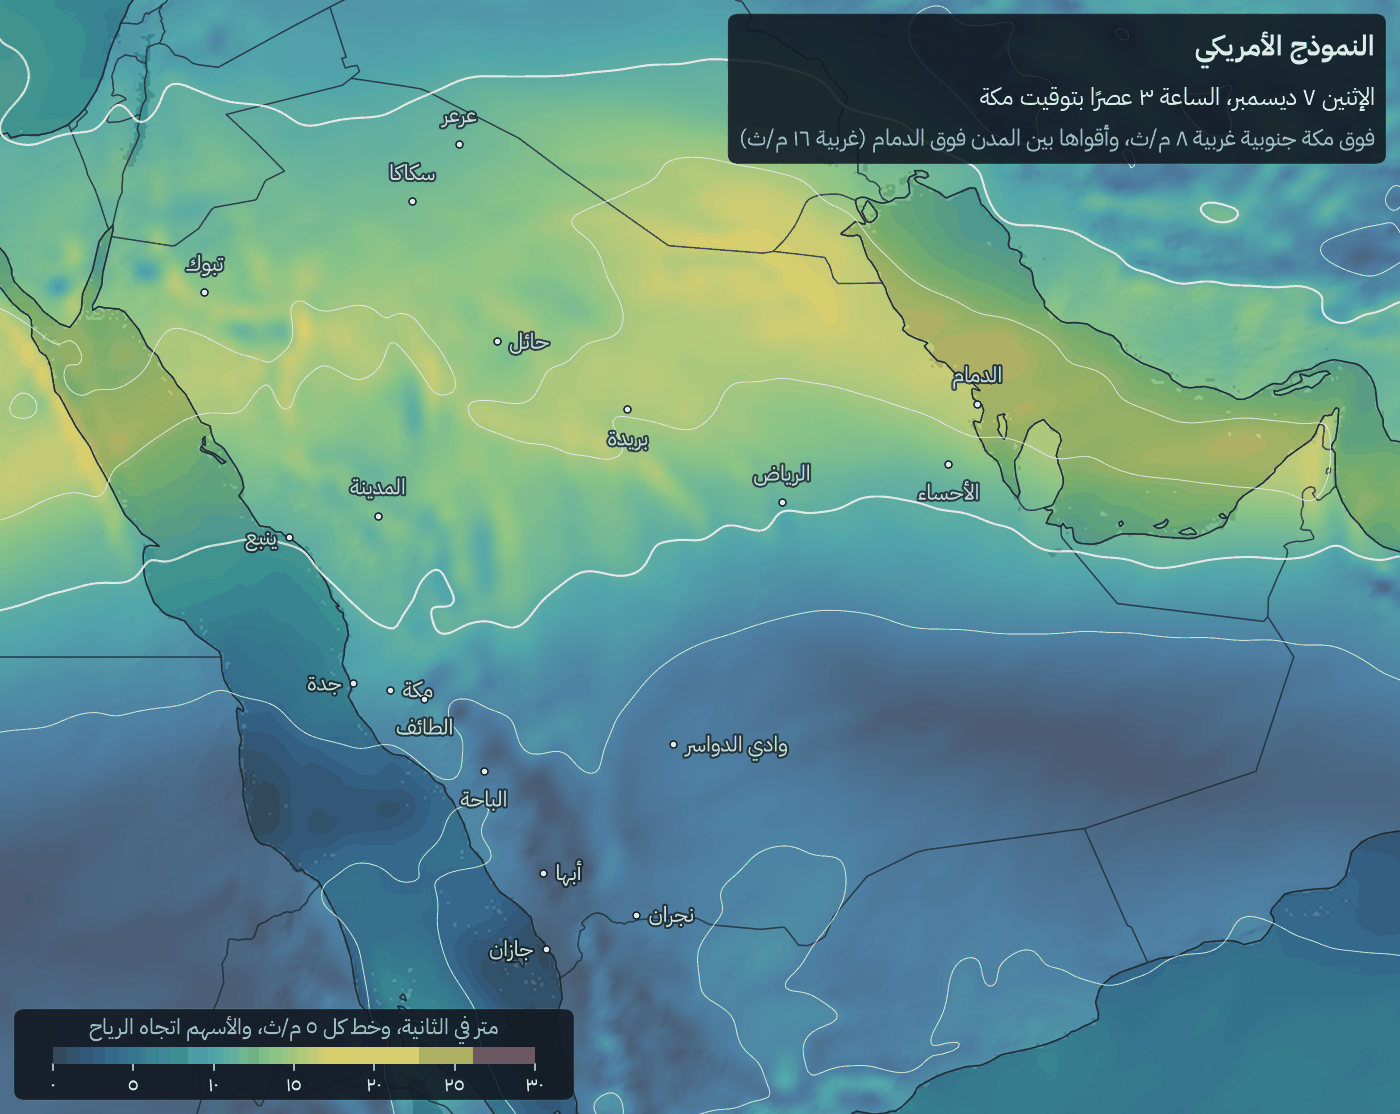 النموذج الأمريكي
الإثنين ٧ ديسمبر، الساعة ٣ عصرًا بتوقيت مكة
فوق مكة جنوبية غربية ٨ م/ث، وأقواها بين المدن فوق الدمام (غربية ١٦ م/ث)
عرعر
سكاكا
تبوك
حائل
الدمام
بريدة
الرياض
الأحساء
المدينة
ينبع
جدة
مكة
الطائف
وادي الدواسر
الباحة
أبها
نجران
جازان
متر في الثانية، وخط كل ٥ م/ث، والأسهم اتجاه الرياح
٠ ٥ ١٠ ١٥ ٢٠ ٢٥ ٣٠